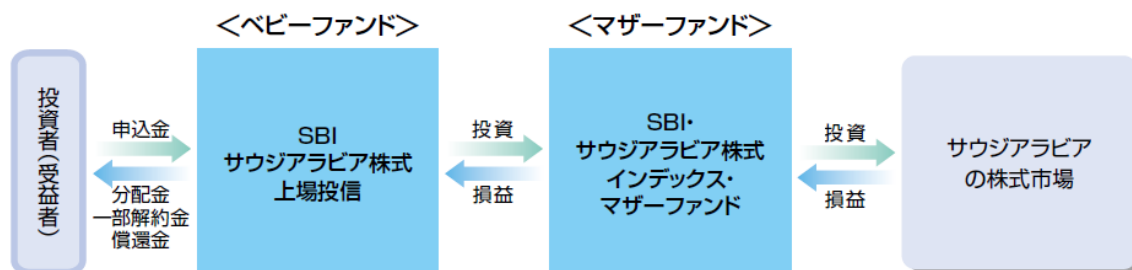 ＜ベビーファンド＞
＜マザーファンド＞
投資者（受益者）
申込金
分配金
一部解約金
償還金
SBI
サウジアラビア株式
上場投信
投資
損益
SBI・
サウジアラビア株式
インデックス・
マザーファンド
投資
損益
サウジアラビア
の株式市場